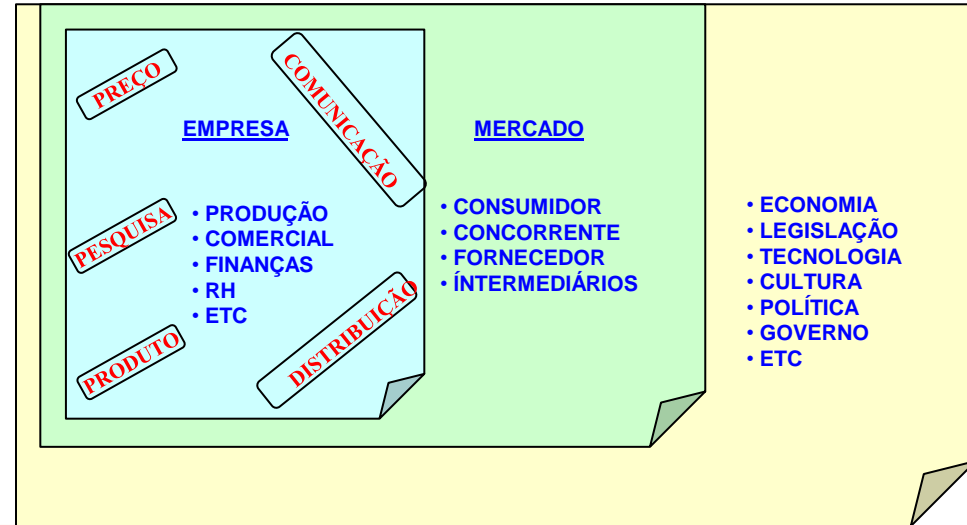 PREÇO
COMUNICAÇÃO
EMPRESA
PESQUISA
• PRODUÇÃO
• COMERCIAL
• FINANÇAS
• RH
• ETC
PRODUTO
DISTRIBUIÇÃO
MERCADO
• CONSUMIDOR
• CONCORRENTE
• FORNECEDOR
• ÍNTERMEDIÁRIOS
• ECONOMIA
• LEGISLAÇÃO
• TECNOLOGIA
• CULTURA
• POLÍTICA
• GOVERNO
• ETC